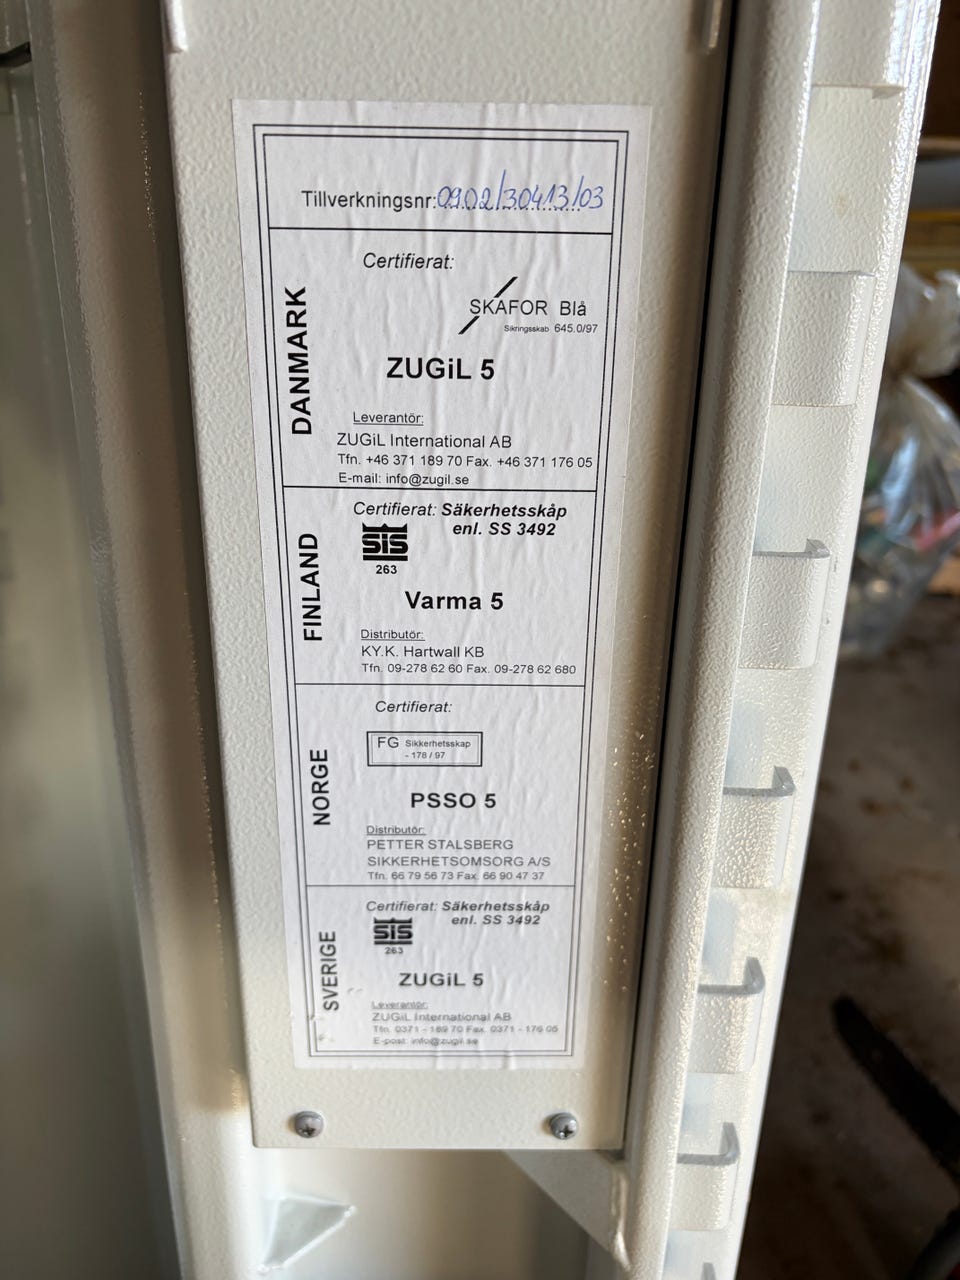 Tillverkningsnr: 0902/30413/03
DANMARK
Certifierat:
SKAFOR Blå
Sikringsskab 645.0/97
ZUGiL 5
Leverantör:
ZUGiL International AB
Tfn. +46 371 189 70 Fax. +46 371 176 05
E-mail: info@zugil.se
FINLAND
Certifierat: Säkerhetsskåp
enl. SS 3492
SIS
263
Varma 5
Distributör:
KY.K. Hartwall KB
Tfn. 09-278 62 60 Fax. 09-278 62 680
NORGE
Certifierat:
FG Sikkerhetsskap
- 178 / 97
PSSO 5
Distributör:
PETTER STALSBERG
SIKKERHETSOMSORG A/S
Tfn. 66 79 56 73 Fax. 66 90 47 37
SVERIGE
Certifierat: Säkerhetsskåp
enl. SS 3492
SIS
263
ZUGiL 5
Leverantör:
ZUGiL International AB
Tfn. 0371 - 189 70 Fax. 0371 - 176 05
E-post: info@zugil.se